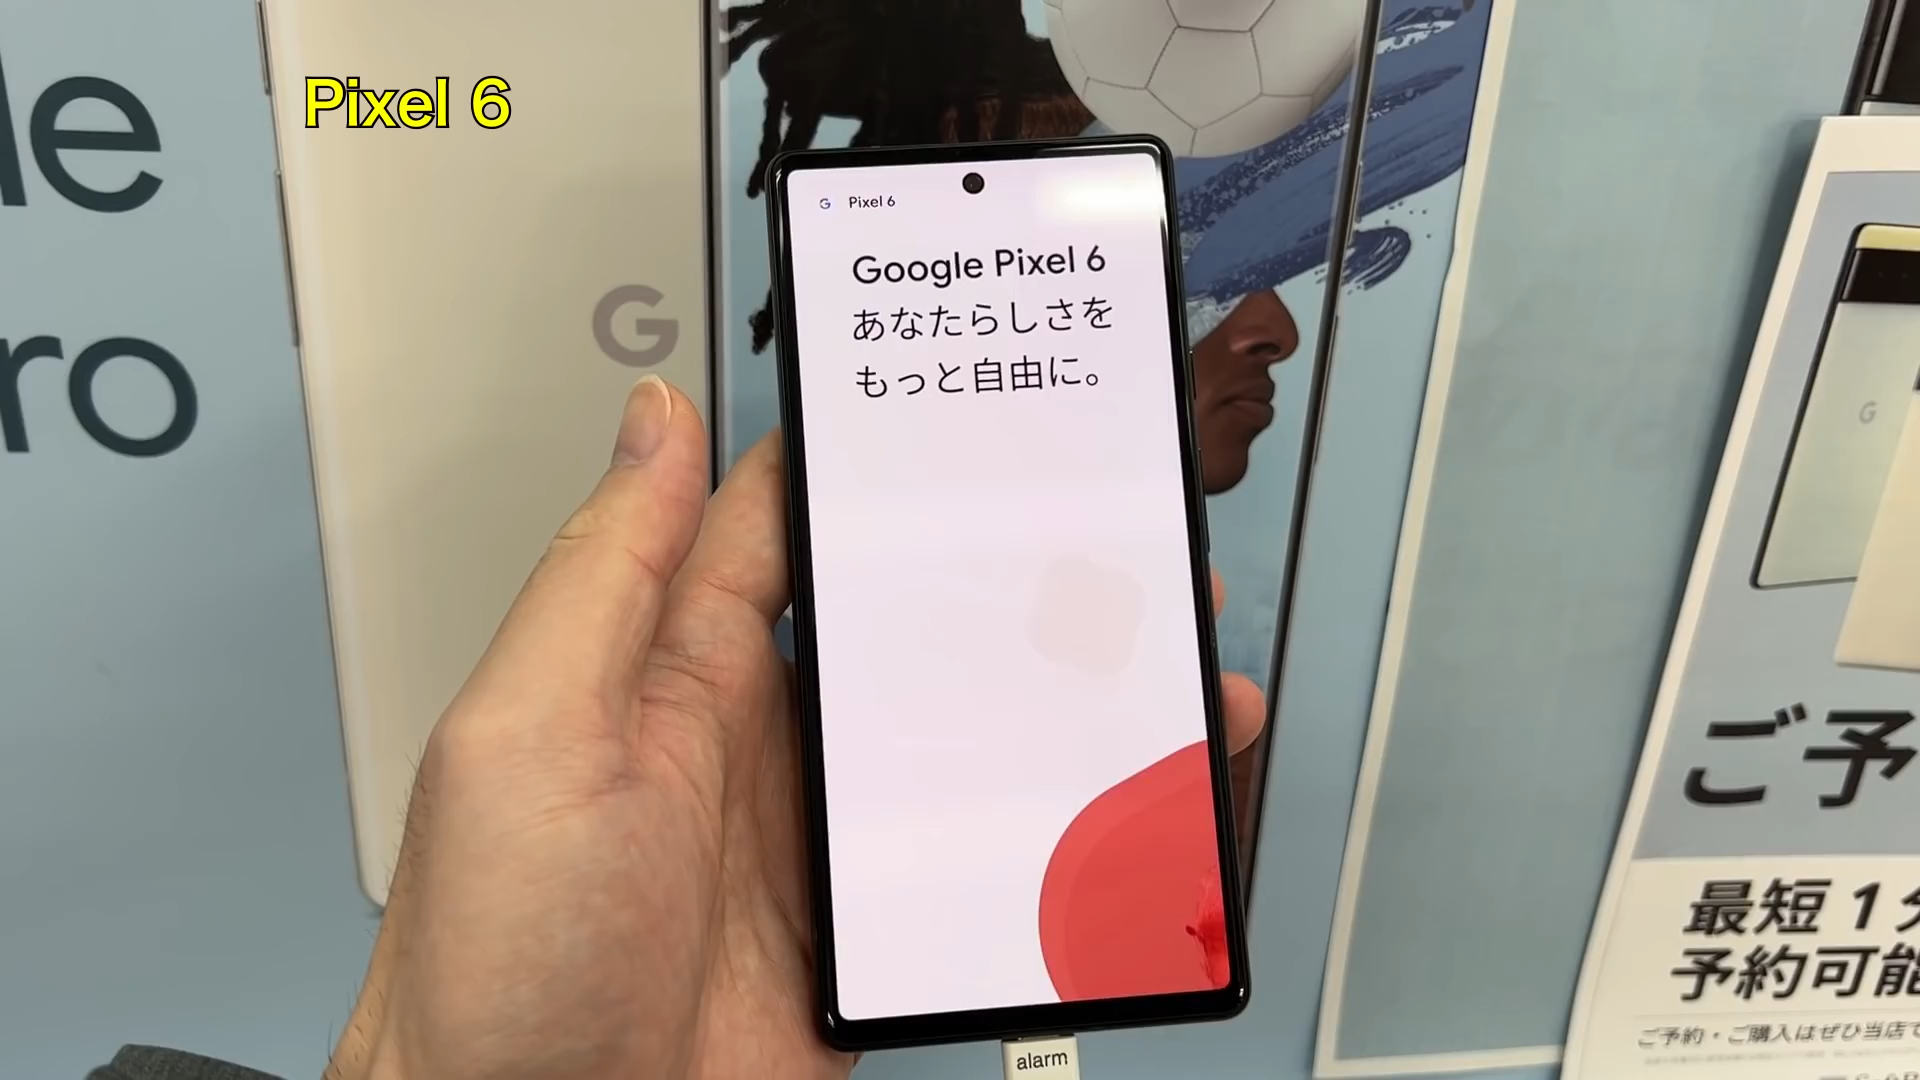 Pixel 6
le
ro
G
G Pixel 6
Google Pixel 6
あなたらしさを
もっと自由に。
alarm
G
ご予
最短1分
予約可能
ご予約・ご購入はぜひ当店で